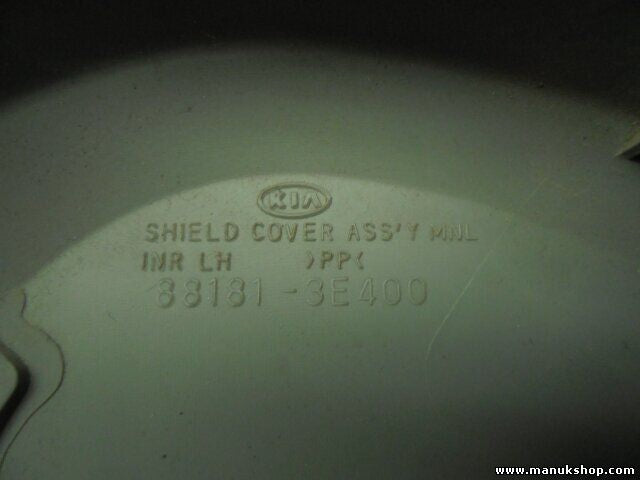 KIA
SHIELD COVER ASS'Y MNL
INR LH >PP<
88181-3E400
www.manukshop.com